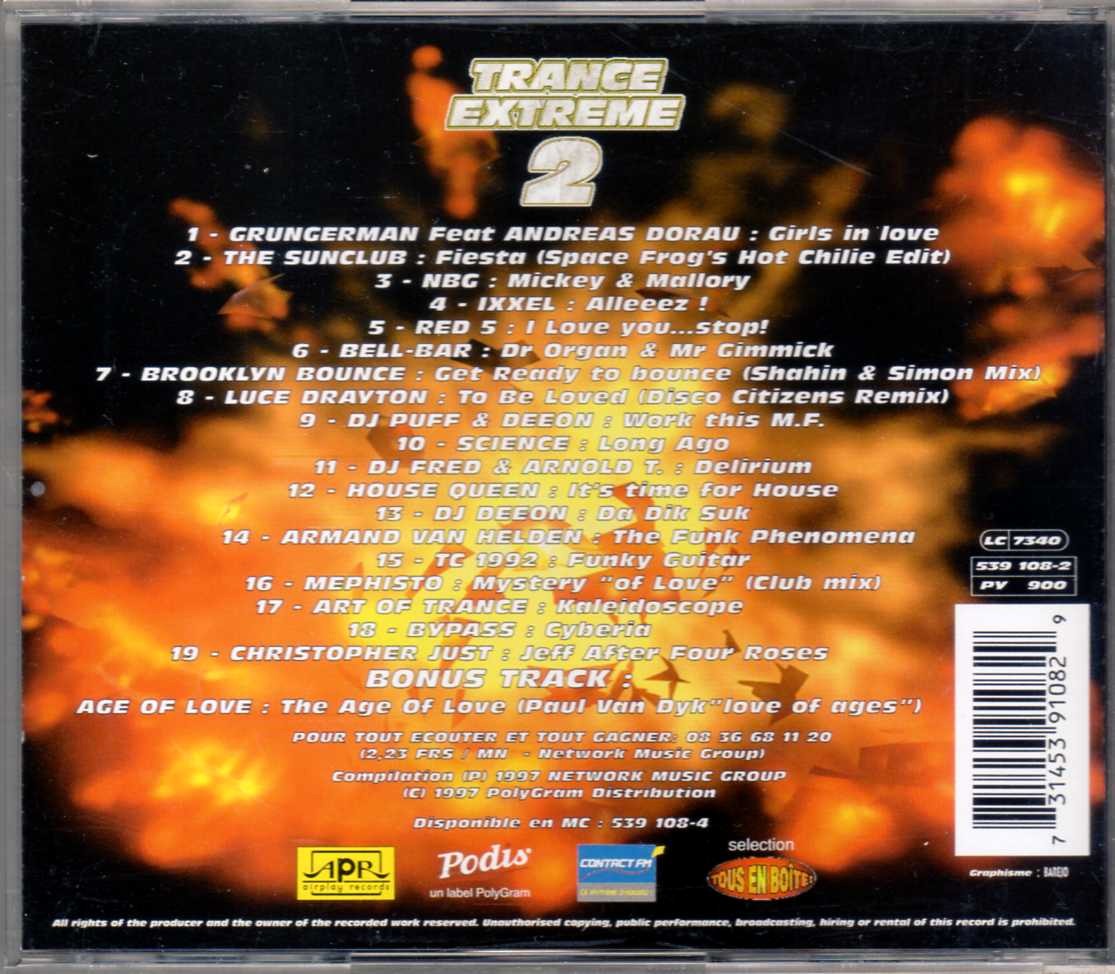 TRANCE
EXTREME
2
1 - GRUNGERMAN Feat ANDREAS DORAU : Girls in love
2 - THE SUNCLUB : Fiesta (Space Frog's Hot Chilie Edit)
3 - NBG : Mickey & Mallory
4 - IXXEL : Alleeez !
5 - RED 5 : I Love you...stop!
6 - BELL-BAR : Dr Organ & Mr Gimmick
7 - BROOKLYN BOUNCE : Get Ready to bounce (Shahin & Simon Mix)
8 - LUCE DRAYTON : To Be Loved (Disco Citizens Remix)
9 - DJ PUFF & DEEON : Work this M.F.
10 - SCIENCE : Long Ago
11 - DJ FRED & ARNOLD T. : Delirium
12 - HOUSE QUEEN : It's time for House
13 - DJ DEEON : Da Dik Suk
14 - ARMAND VAN HELDEN : The Funk Phenomena
15 - TC 1992 : Funky Guitar
16 - MEPHISTO : Mystery "of Love" (Club mix)
17 - ART OF TRANCE : Kaleidoscope
18 - BYPASS : Cyberia
19 - CHRISTOPHER JUST : Jeff After Four Roses
BONUS TRACK :
AGE OF LOVE : The Age Of Love (Paul Van Dyk"love of ages")
POUR TOUT ECOUTER ET TOUT GAGNER: 08 36 68 11 20
(2,23 FRS / MN - Network Music Group)
Compilation (P) 1997 NETWORK MUSIC GROUP
(C) 1997 PolyGram Distribution
Disponible en MC : 539 108-4
LC 7340
539 108-2
PY 900
7 31453 91082 9
Graphisme : BAREJO
APR
airplay records
Podis
un label PolyGram
CONTACT FM
selection
TOUS EN BOÎTE!
All rights of the producer and the owner of the recorded work reserved. Unauthorised copying, public performance, broadcasting, hiring or rental of this record is prohibited.